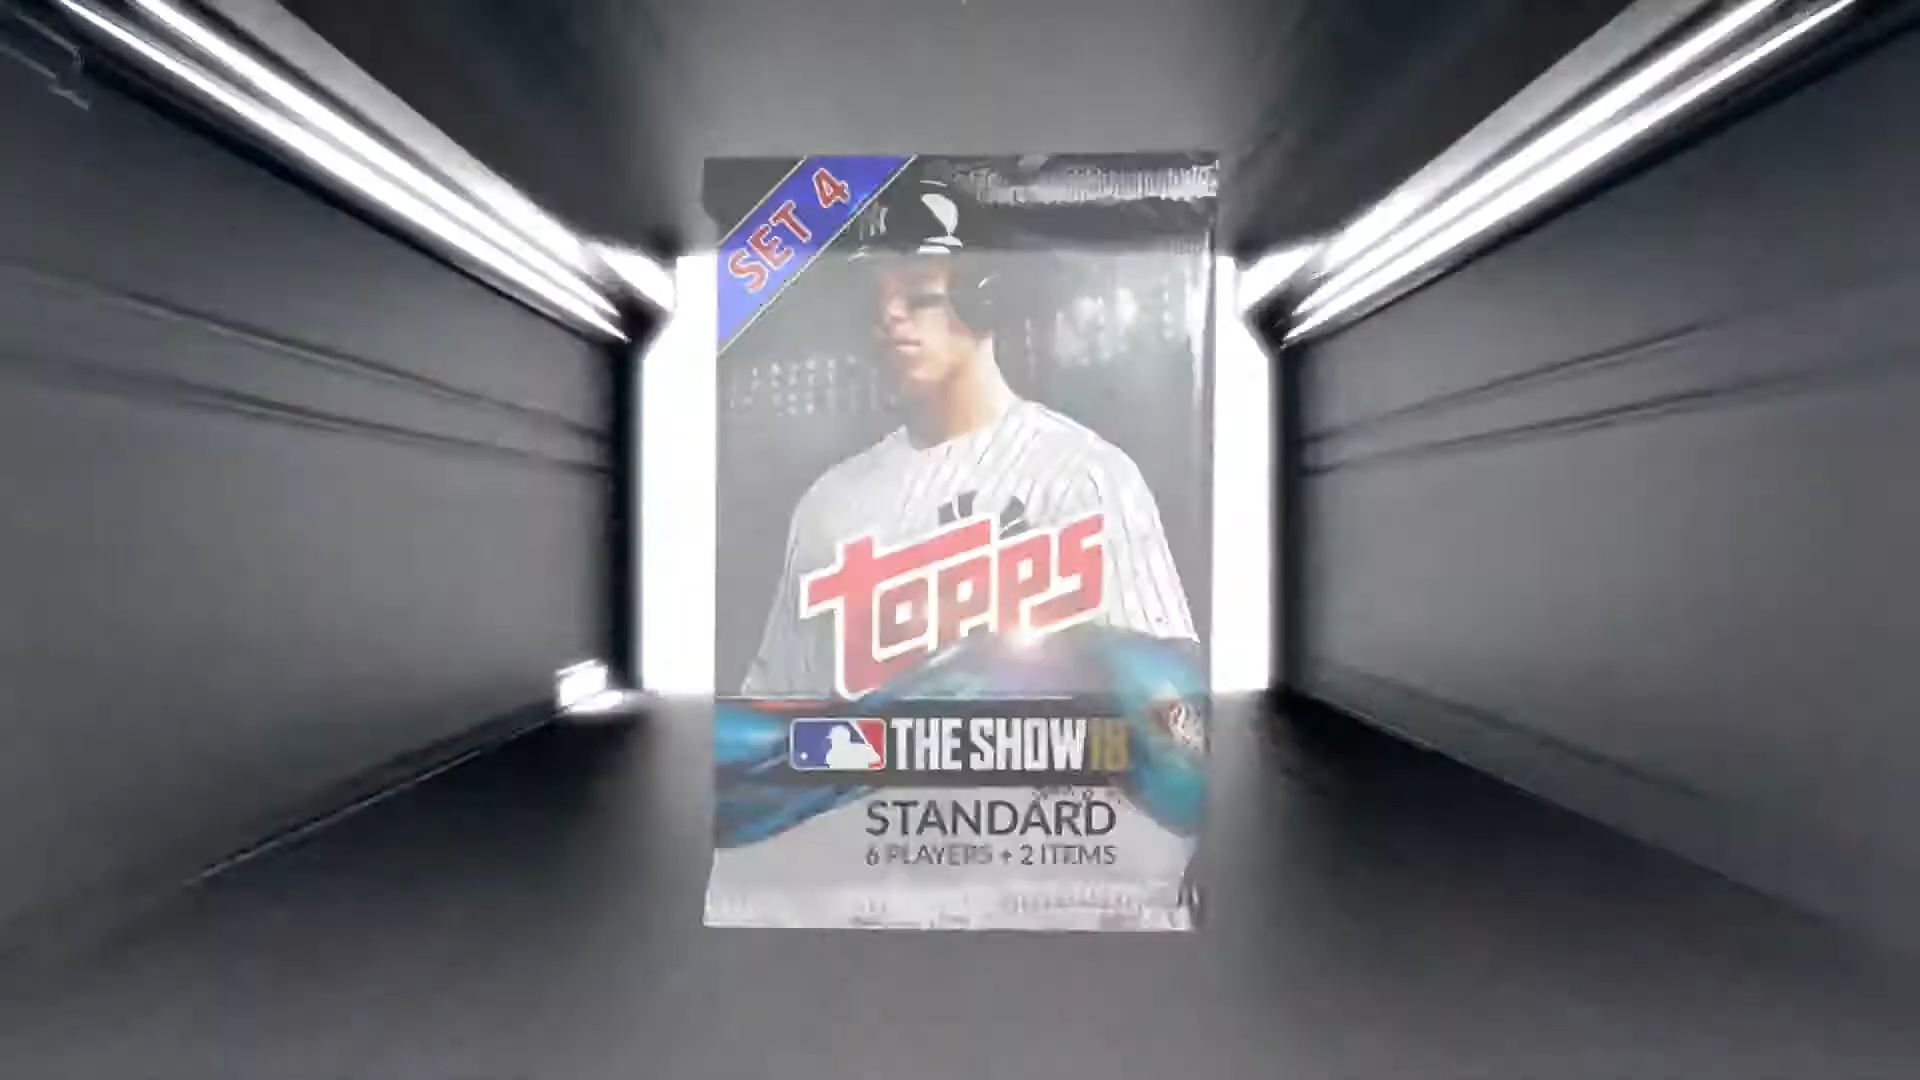 SET 4
topps
THE SHOW 18
STANDARD
6 PLAYERS + 2 ITEMS